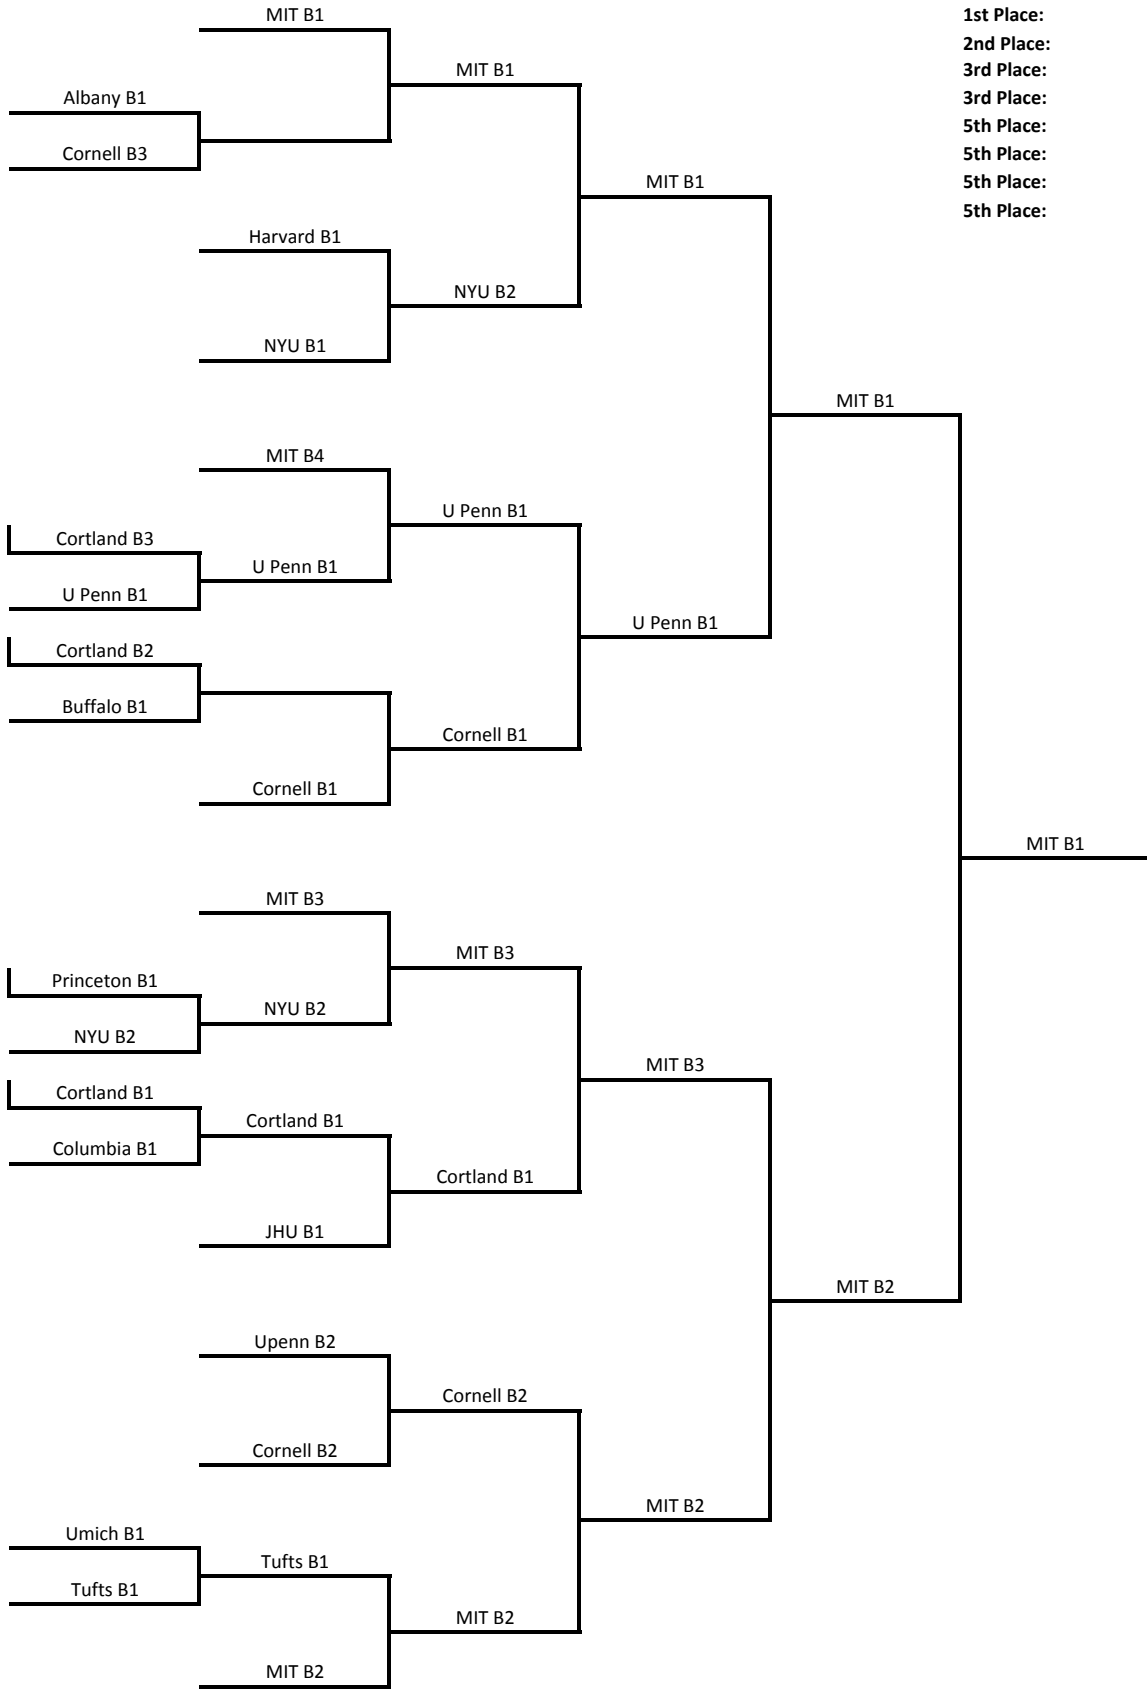 MIT B1
1st Place:
2nd Place:
MIT B1
3rd Place:
Albany B1
3rd Place:
5th Place:
Cornell B3
5th Place:
MIT B1
5th Place:
5th Place:
Harvard B1
NYU B2
NYU B1
MIT B1
MIT B4
U Penn B1
Cortland B3
U Penn B1
U Penn B1
U Penn B1
Cortland B2
Buffalo B1
Cornell B1
Cornell B1
MIT B1
MIT B3
MIT B3
Princeton B1
NYU B2
NYU B2
MIT B3
Cortland B1
Cortland B1
Columbia B1
Cortland B1
JHU B1
MIT B2
Upenn B2
Cornell B2
Cornell B2
MIT B2
Umich B1
Tufts B1
Tufts B1
MIT B2
MIT B2